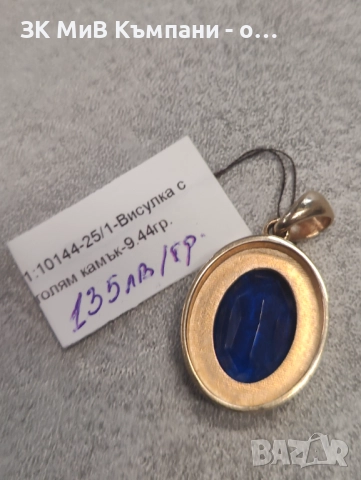 ЗК МиВ Къмпани - о...
1:10144-25/1-Висулка с
голям камък-9.44гр.
135лв/гр.
BAZAR